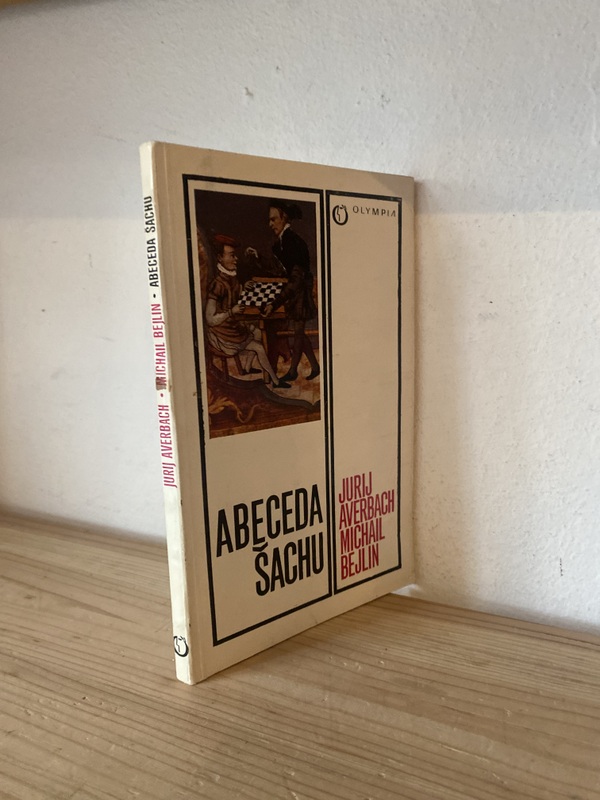 JURIJ AVERBACH • MICHAIL BEJLIN • ABECEDA ŠACHU
OLYMPIA
ABECEDA
ŠACHU
JURIJ
AVERBACH
MICHAIL
BEJLIN